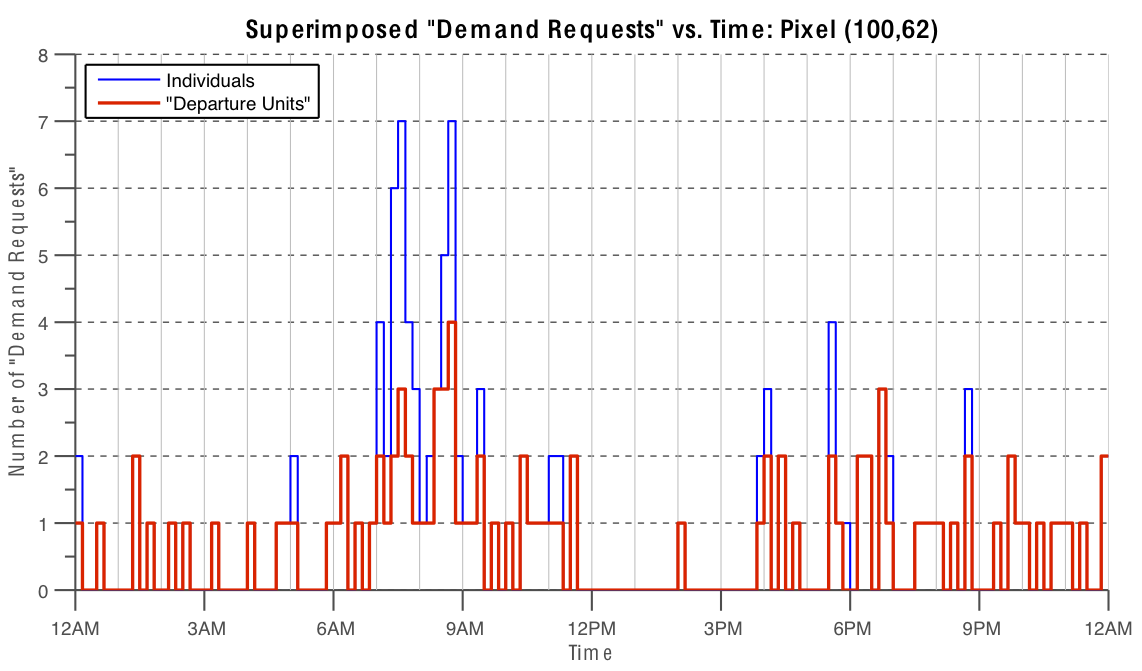 Superimposed "Demand Requests" vs. Time: Pixel (100,62)
Individuals
"Departure Units"
Number of "Demand Requests"
8
7
6
5
4
3
2
1
0
12AM 3AM 6AM 9AM 12PM 3PM 6PM 9PM 12AM
Time